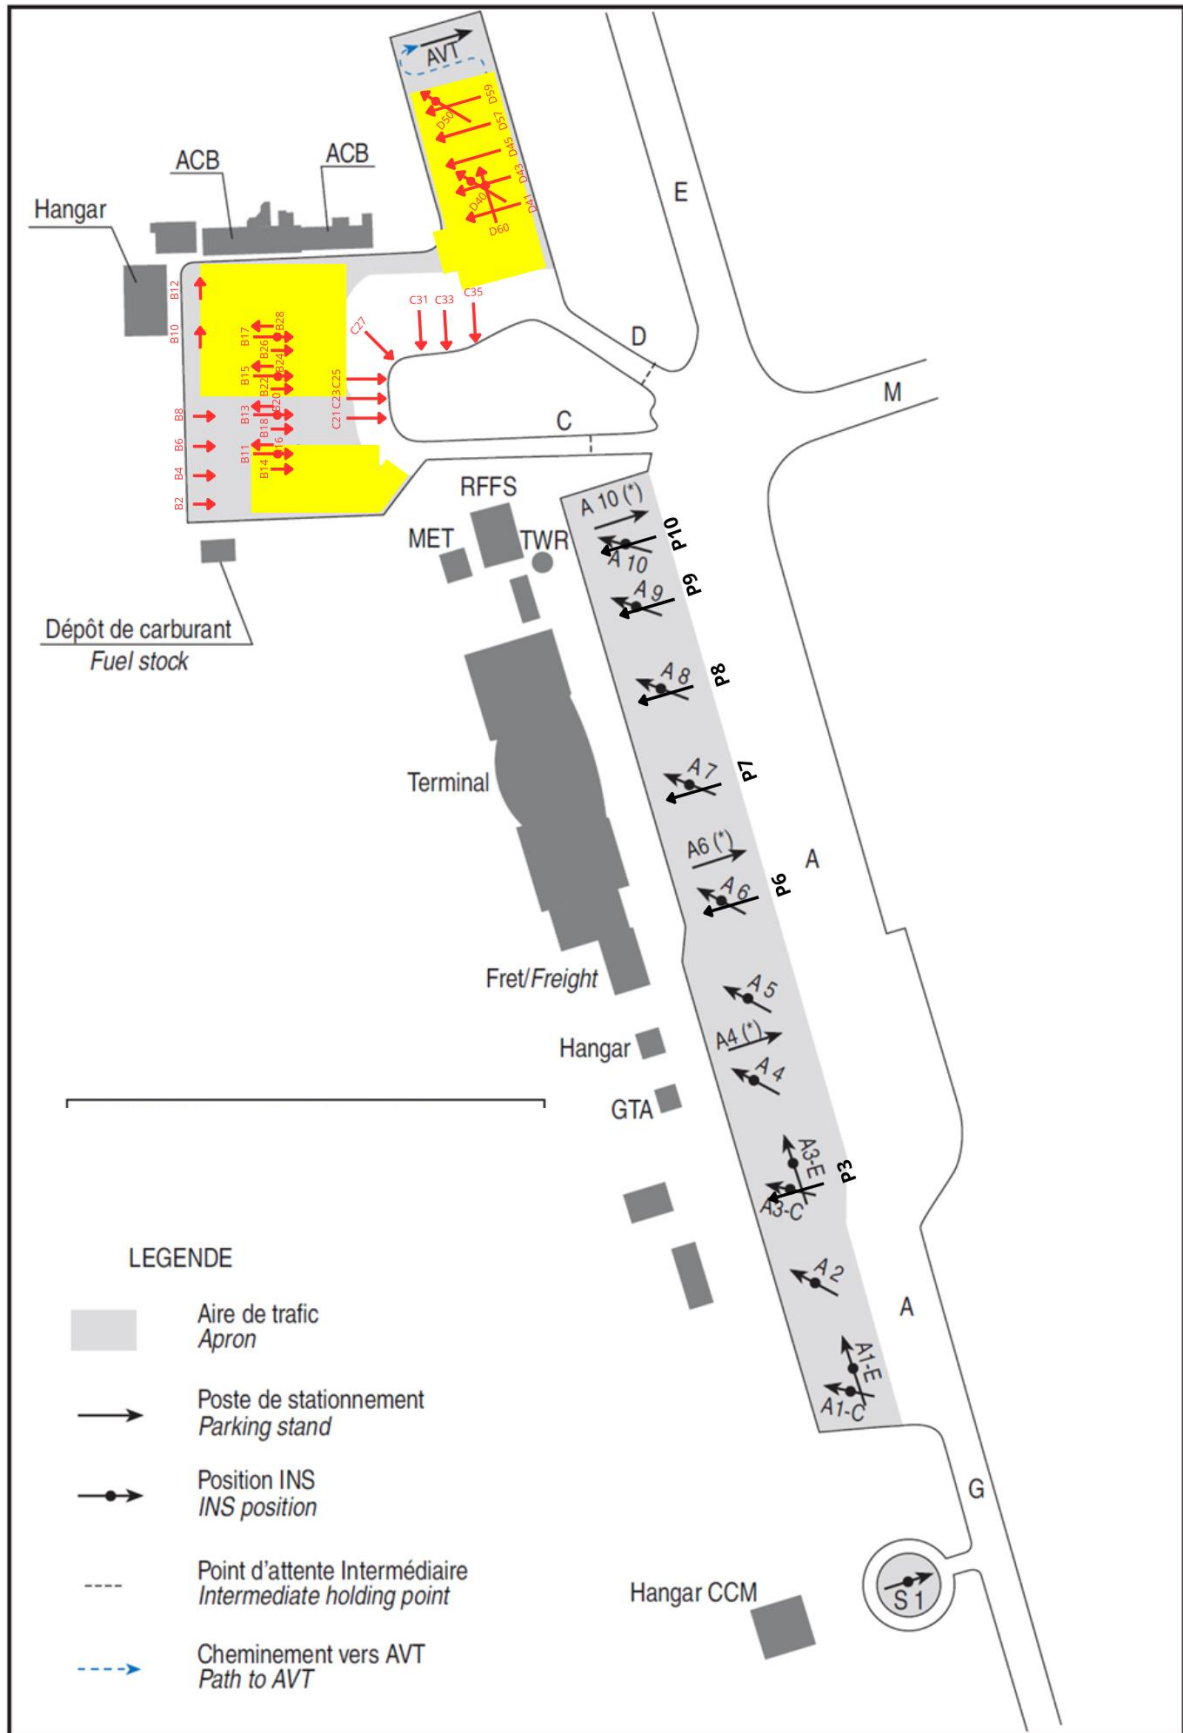 AVT
D59
D50
D57
D45
D43
D40
D41
D60
E
ACB
ACB
Hangar
B12
B10
B28
B17
B26
B24
B15
B22
B20
B13
B18
B16
B11
B14
B8
B6
B4
B2
C31
C33
C35
C27
C25
C23
C21
D
M
C
RFFS
MET
TWR
Dépôt de carburant
Fuel stock
A 10 (*)
P10
A 10
P9
A 9
P8
A 8
Terminal
P7
A 7
A6 (*)
A
P6
A 6
Fret/Freight
A 5
A4 (*)
Hangar
A 4
GTA
A3-E
P3
A3-C
A 2
A
A1-E
A1-C
G
S 1
Hangar CCM
LEGENDE
Aire de trafic
Apron
Poste de stationnement
Parking stand
Position INS
INS position
Point d'attente Intermédiaire
Intermediate holding point
Cheminement vers AVT
Path to AVT